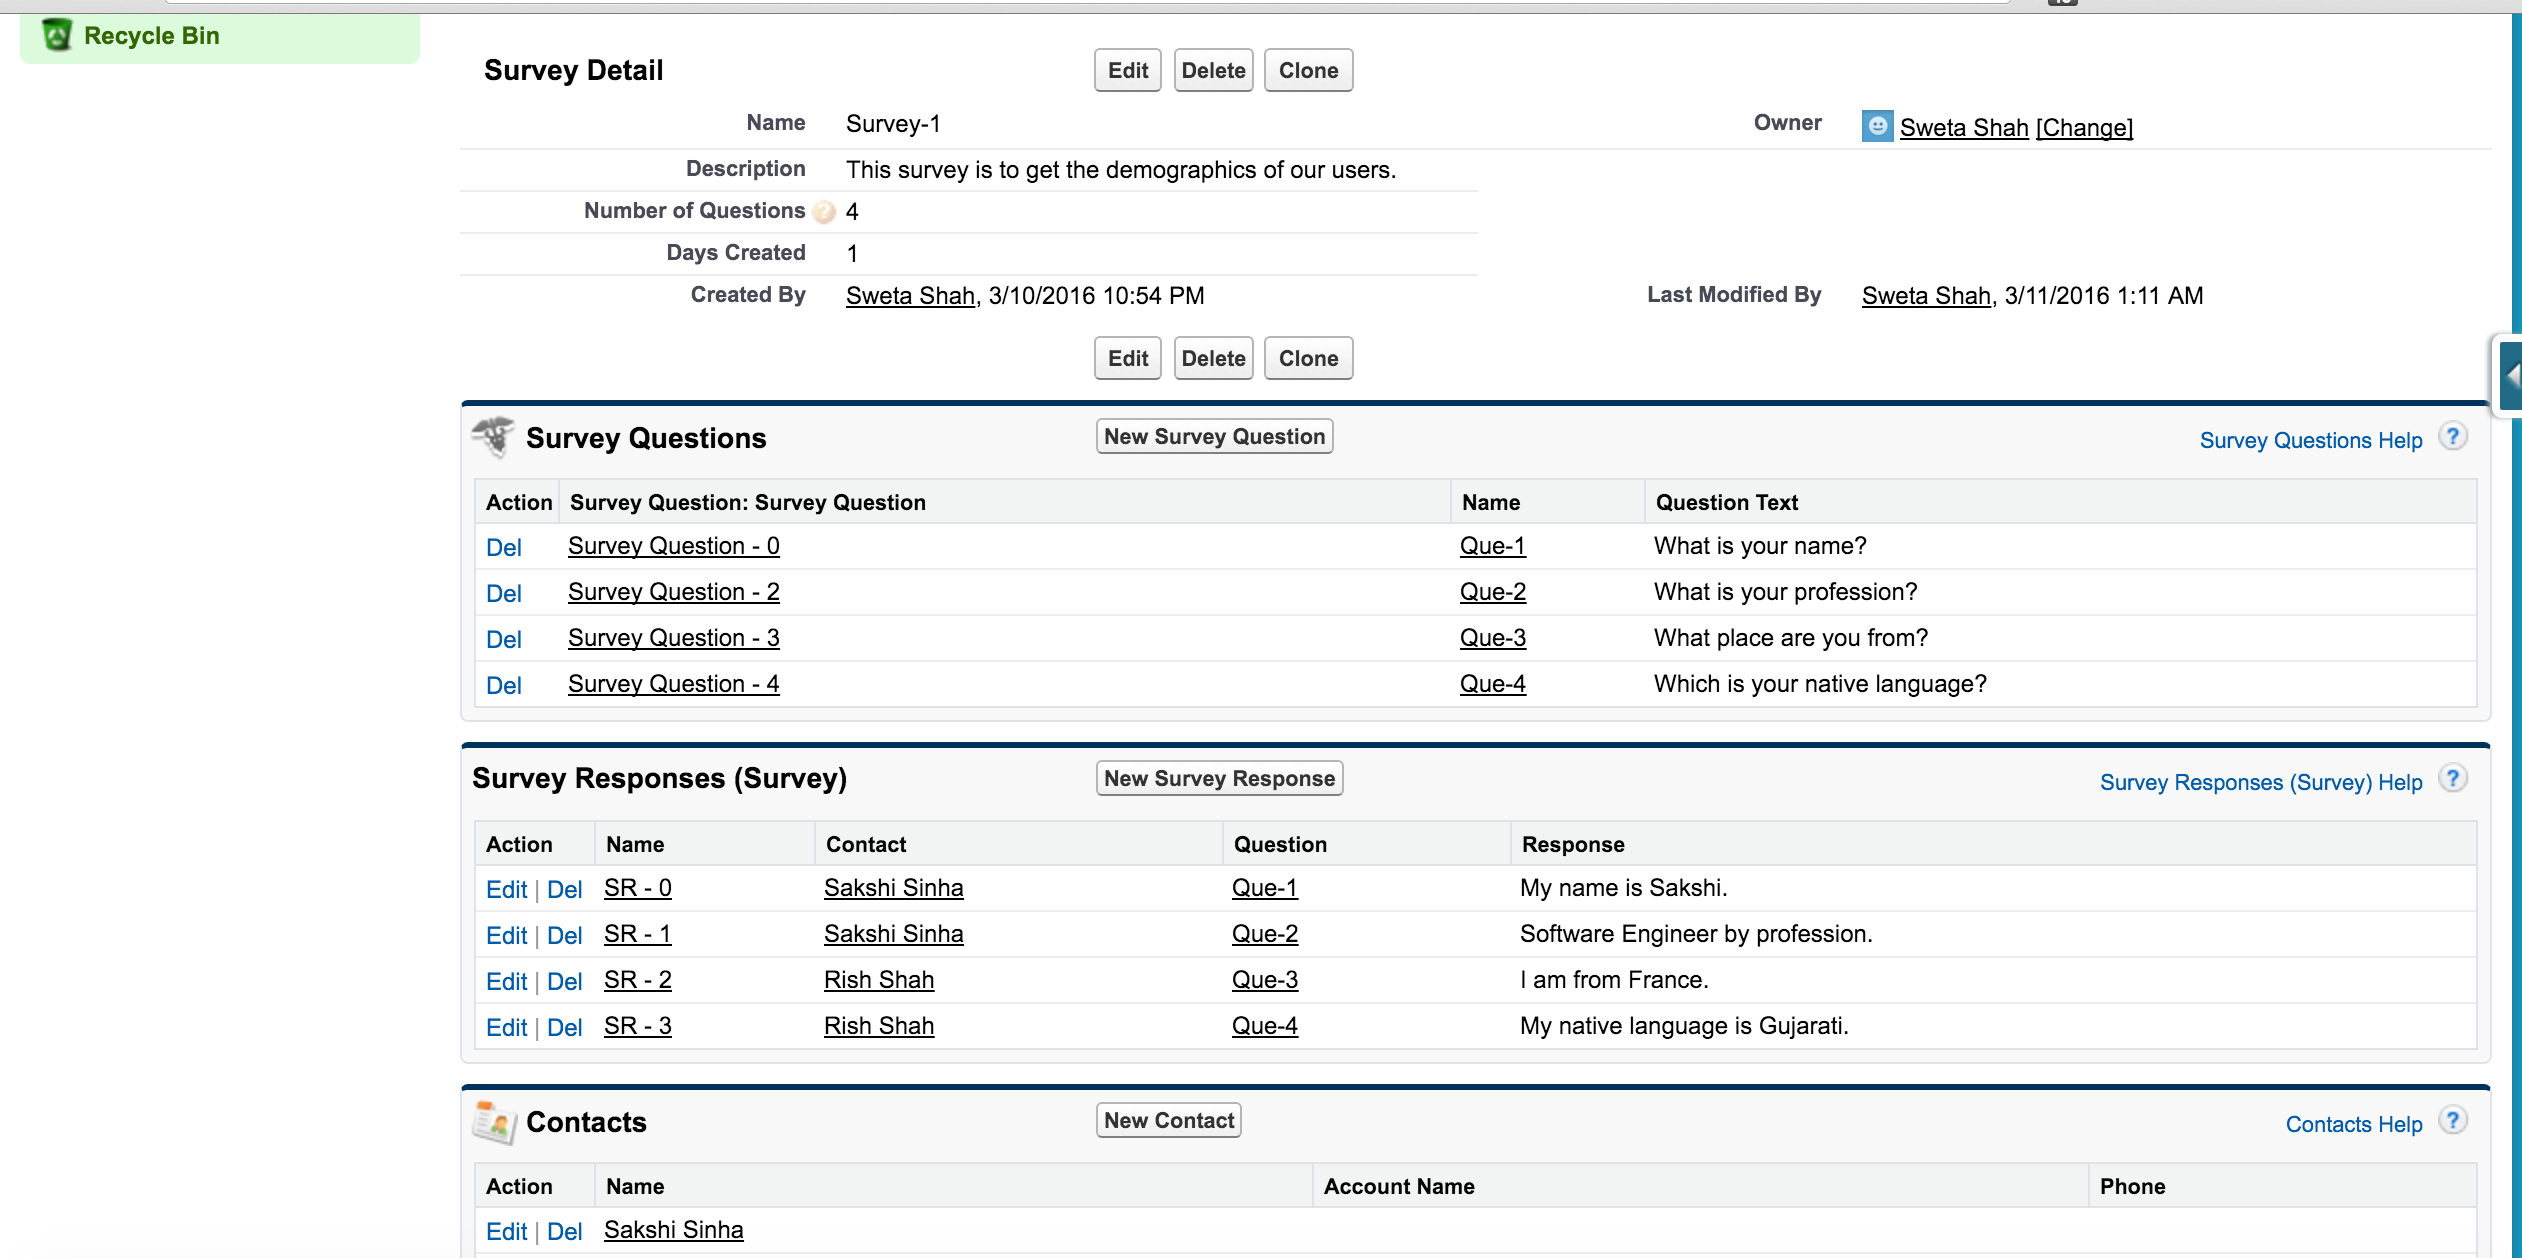 Recycle Bin
Survey Detail Edit Delete Clone
Name Survey-1 Owner Sweta Shah [Change]
Description This survey is to get the demographics of our users.
Number of Questions ? 4
Days Created 1
Created By Sweta Shah, 3/10/2016 10:54 PM Last Modified By Sweta Shah, 3/11/2016 1:11 AM
Edit Delete Clone
Survey Questions New Survey Question Survey Questions Help ?
Action Survey Question: Survey Question Name Question Text
Del Survey Question - 0 Que-1 What is your name?
Del Survey Question - 2 Que-2 What is your profession?
Del Survey Question - 3 Que-3 What place are you from?
Del Survey Question - 4 Que-4 Which is your native language?
Survey Responses (Survey) New Survey Response Survey Responses (Survey) Help ?
Action Name Contact Question Response
Edit | Del SR - 0 Sakshi Sinha Que-1 My name is Sakshi.
Edit | Del SR - 1 Sakshi Sinha Que-2 Software Engineer by profession.
Edit | Del SR - 2 Rish Shah Que-3 I am from France.
Edit | Del SR - 3 Rish Shah Que-4 My native language is Gujarati.
Contacts New Contact Contacts Help ?
Action Name Account Name Phone
Edit | Del Sakshi Sinha